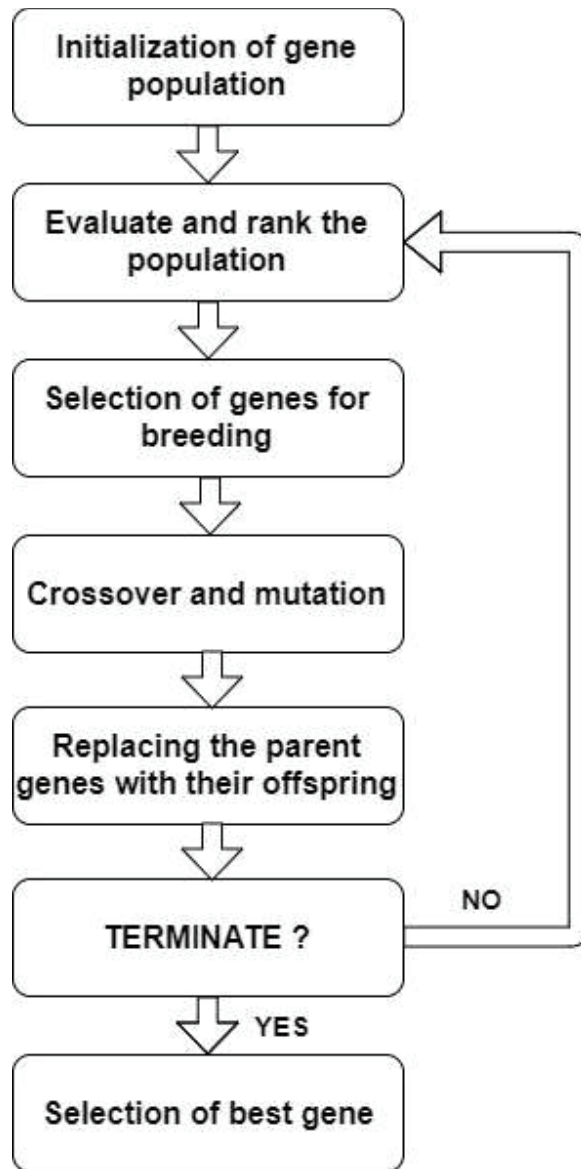 Initialization of gene
population
Evaluate and rank the
population
Selection of genes for
breeding
Crossover and mutation
Replacing the parent
genes with their offspring
TERMINATE ?
NO
YES
Selection of best gene